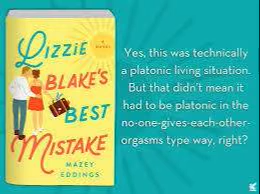 LIZZIE
A NOVEL
BLAKE'S
BEST
MISTAKE
MAZEY
EDDINGS
Yes, this was technically
a platonic living situation.
But that didn't mean it
had to be platonic in the
no-one-gives-each-other-
orgasms type way, right?